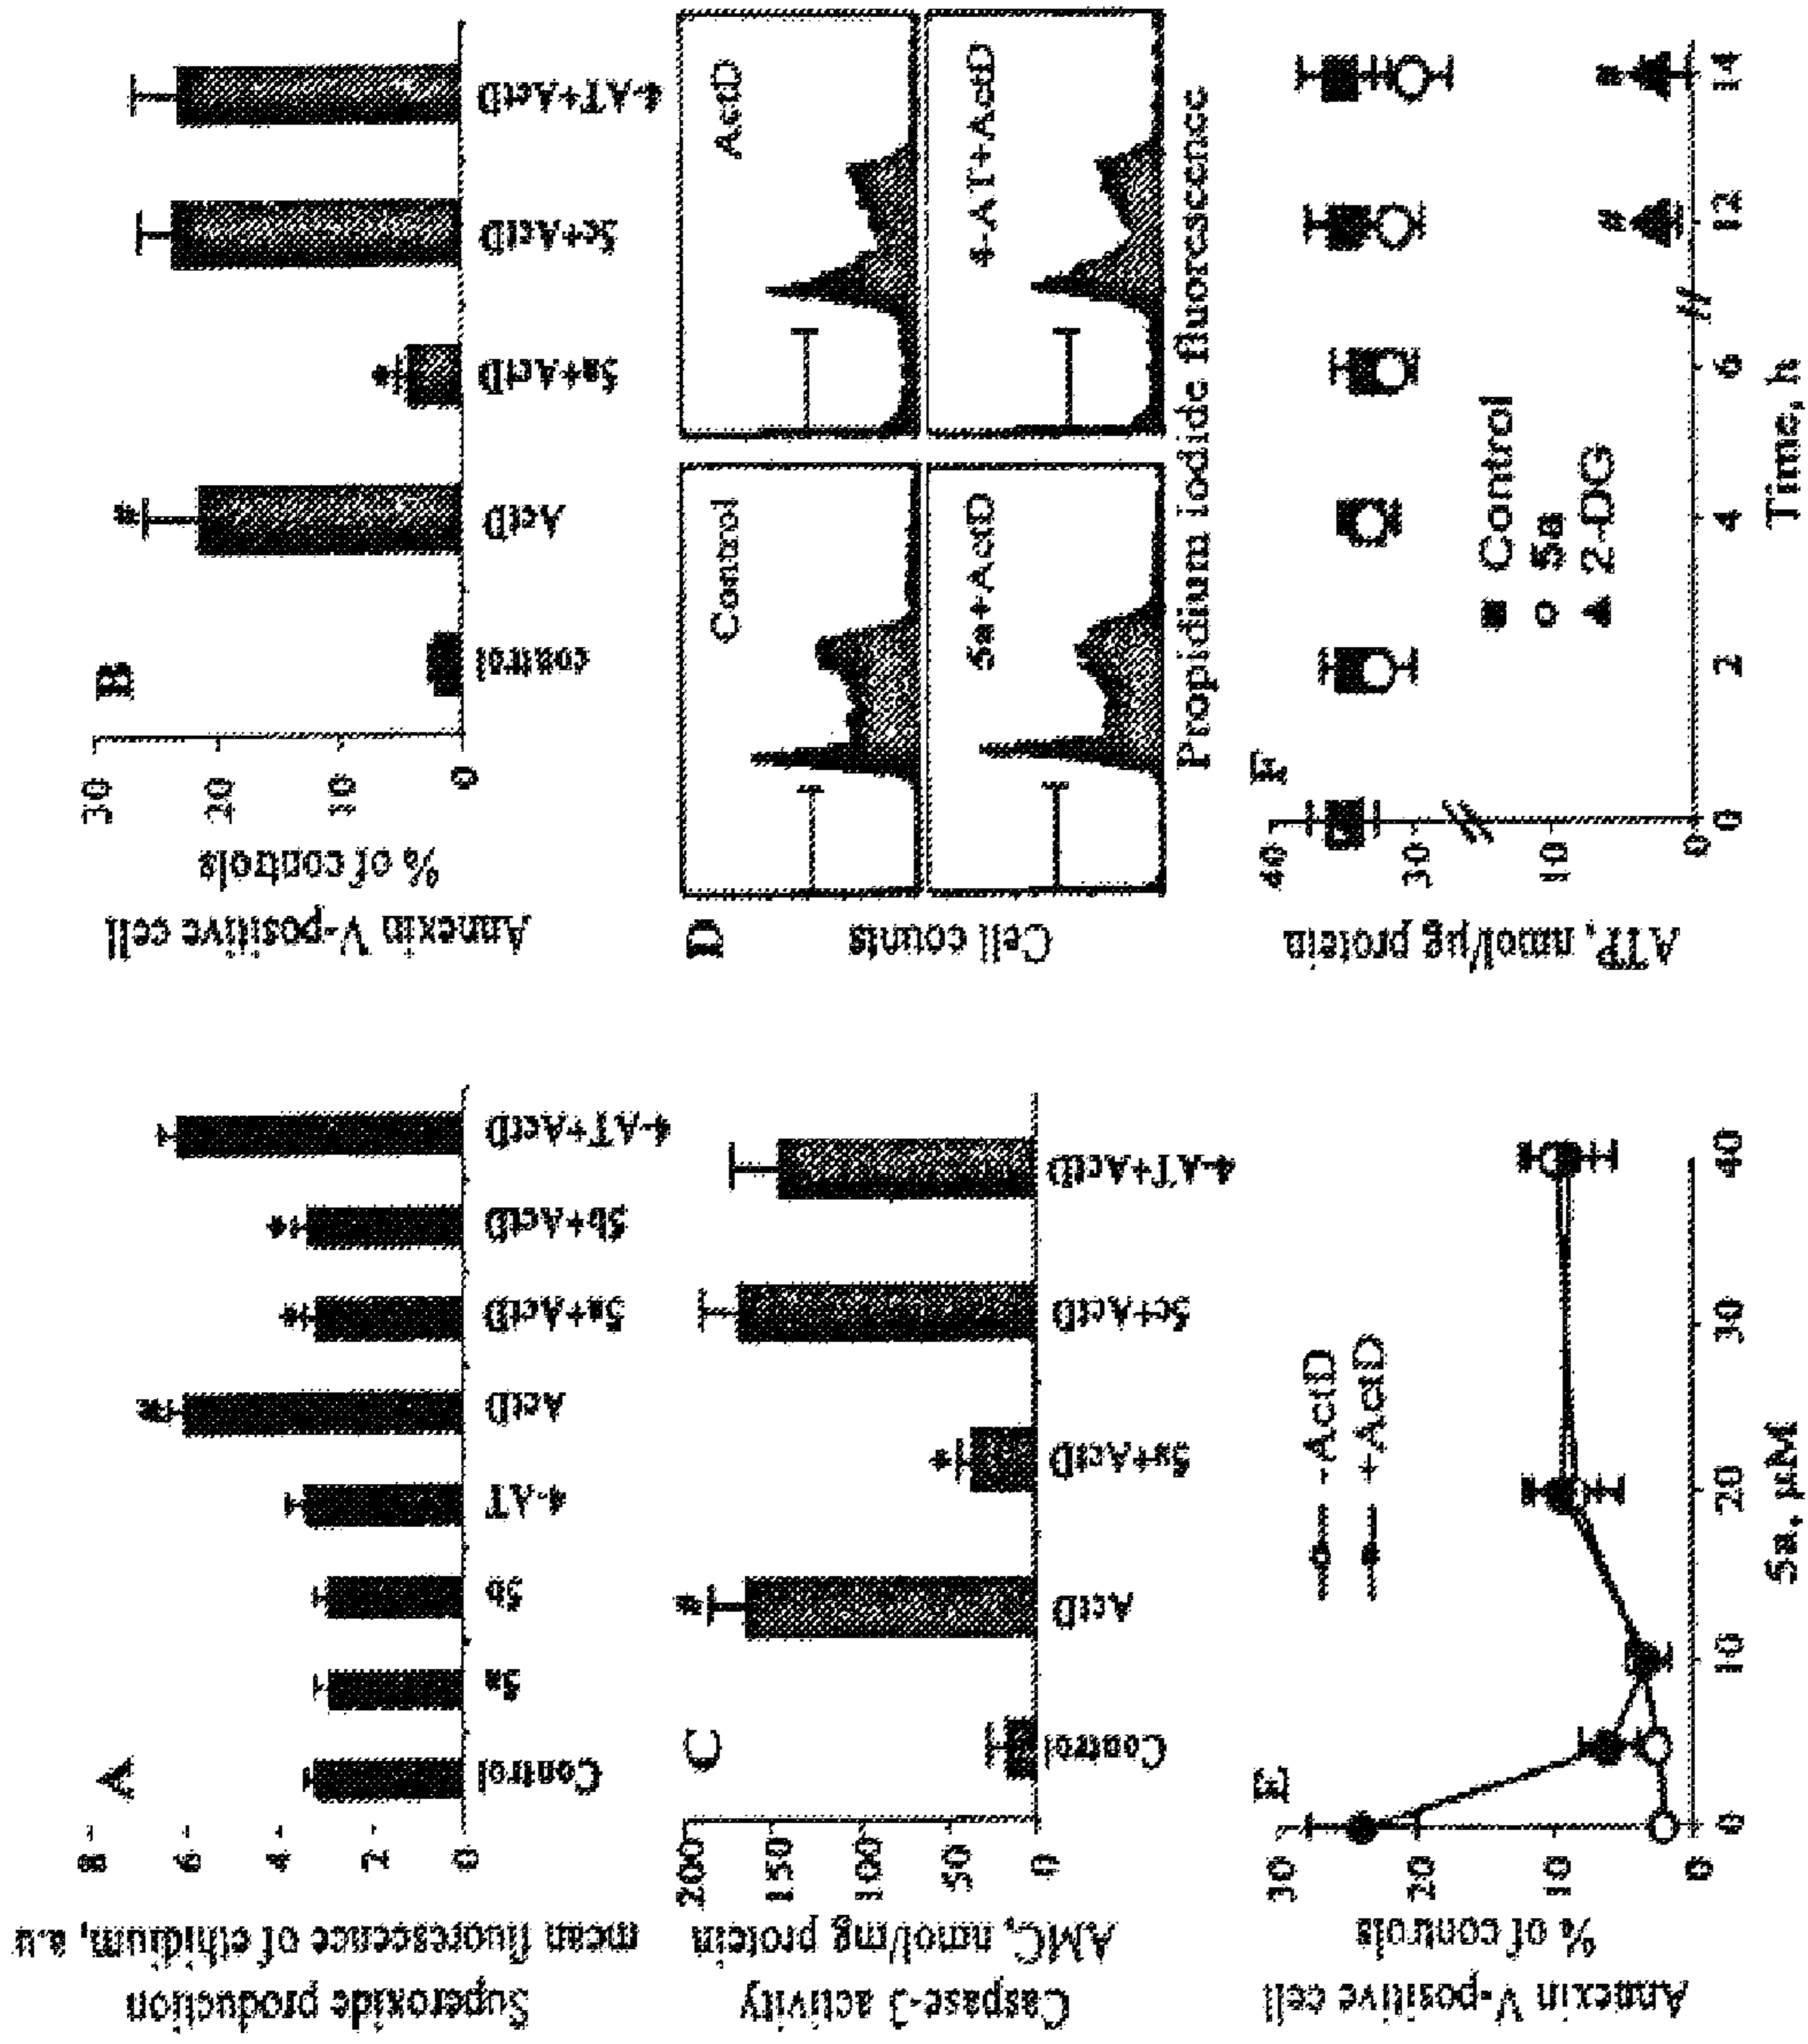 A
Superoxide production
mean fluorescence of ethidium, a.u
8
6
4
2
0
Control
5a
5b
4-AT
ActD
#
5a+ActD
*
5b+ActD
*
4-AT+ActD
B
Annexin V-positive cell
% of controls
30
20
10
0
control
ActD
#
5a+ActD
*
5c+ActD
4-AT+ActD
C
Caspase-3 activity
AMC, nmol/mg protein
200
150
100
50
0
Control
ActD
#
5a+ActD
*
5c+ActD
4-AT+ActD
D
Cell counts
Control
ActD
5a+ActD
4-AT+ActD
Propidium iodide fluorescence
E
Annexin V-positive cell
% of controls
30
20
10
0
-ActD
+ActD
0
10
20
30
40
5a, µM
F
ATP, nmol/µg protein
40
30
10
0
Control
5a
2-DG
#
#
0
2
4
6
12
14
Time, h